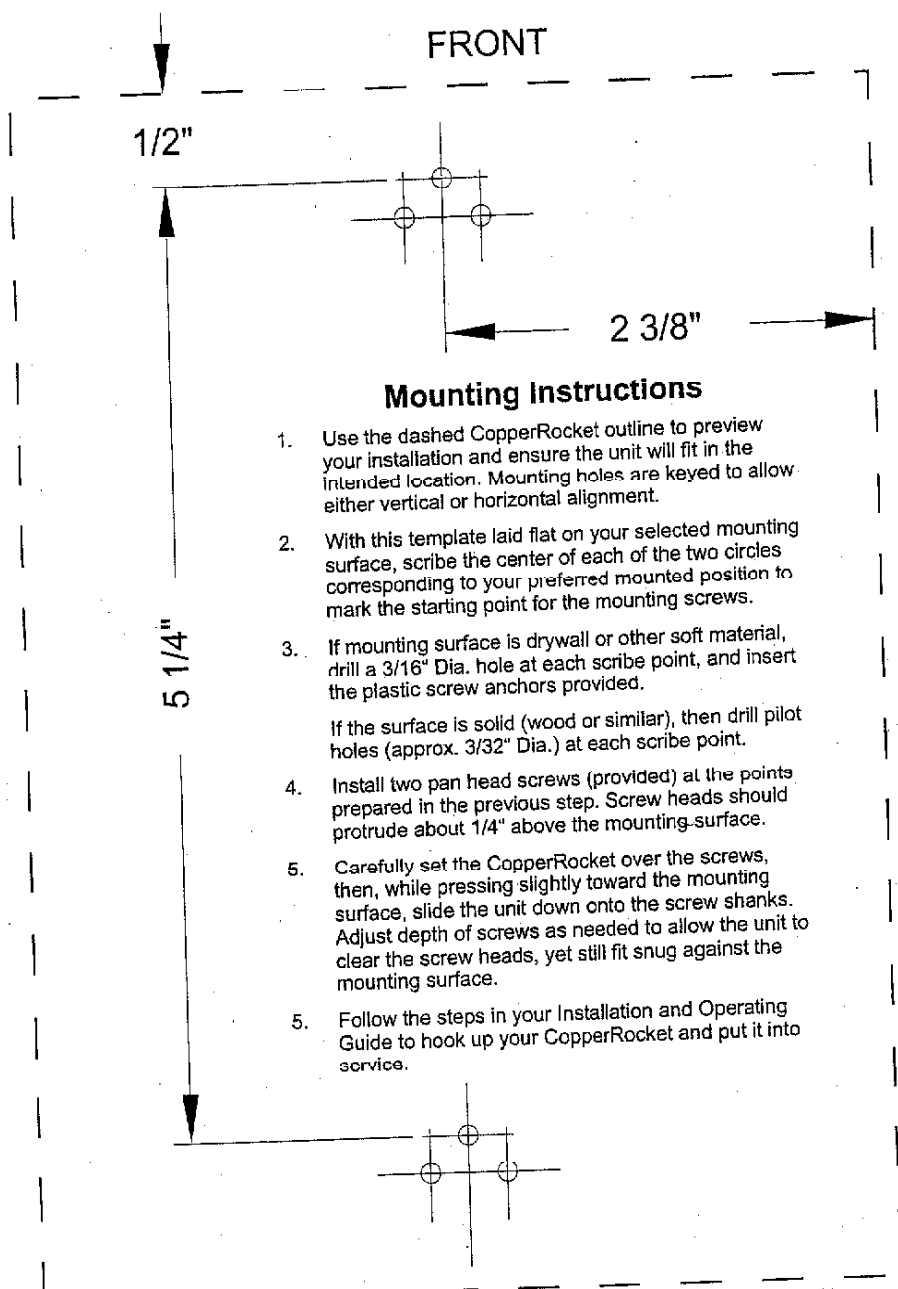 FRONT
1/2"
2 3/8"
Mounting Instructions
1. Use the dashed CopperRocket outline to preview
your installation and ensure the unit will fit in the
intended location. Mounting holes are keyed to allow
either vertical or horizontal alignment.
2. With this template laid flat on your selected mounting
surface, scribe the center of each of the two circles
corresponding to your preferred mounted position to
mark the starting point for the mounting screws.
5 1/4"
3. If mounting surface is drywall or other soft material,
drill a 3/16" Dia. hole at each scribe point, and insert
the plastic screw anchors provided.
If the surface is solid (wood or similar), then drill pilot
holes (approx. 3/32" Dia.) at each scribe point.
4. Install two pan head screws (provided) at the points
prepared in the previous step. Screw heads should
protrude about 1/4" above the mounting surface.
5. Carefully set the CopperRocket over the screws,
then, while pressing slightly toward the mounting
surface, slide the unit down onto the screw shanks.
Adjust depth of screws as needed to allow the unit to
clear the screw heads, yet still fit snug against the
mounting surface.
5. Follow the steps in your Installation and Operating
Guide to hook up your CopperRocket and put it into
service.